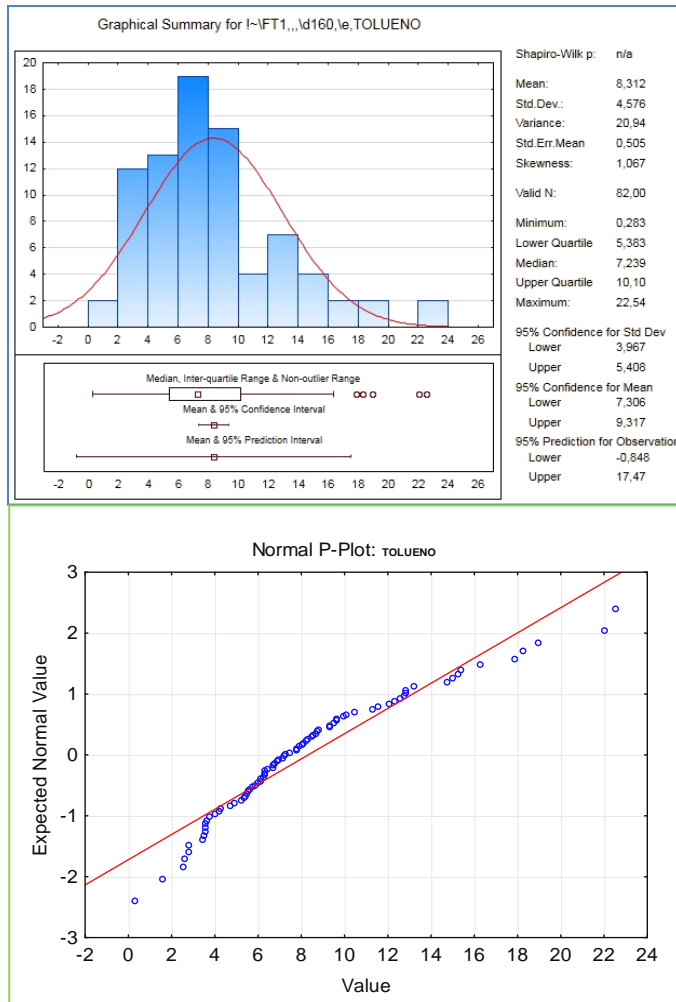 Graphical Summary for !~\FT1,,,\d160,\e,TOLUENO
20
18
16
14
12
10
8
6
4
2
0
-2 0 2 4 6 8 10 12 14 16 18 20 22 24 26
Median, Inter-quartile Range & Non-outlier Range
Mean & 95% Confidence Interval
Mean & 95% Prediction Interval
-2 0 2 4 6 8 10 12 14 16 18 20 22 24 26
Shapiro-Wilk p: n/a
Mean: 8,312
Std.Dev.: 4,576
Variance: 20,94
Std.Err.Mean 0,505
Skewness: 1,067
Valid N: 82,00
Minimum: 0,283
Lower Quartile 5,383
Median: 7,239
Upper Quartile 10,10
Maximum: 22,54
95% Confidence for Std Dev
Lower 3,967
Upper 5,408
95% Confidence for Mean
Lower 7,306
Upper 9,317
95% Prediction for Observation
Lower -0,848
Upper 17,47
Normal P-Plot: TOLUENO
Expected Normal Value
3
2
1
0
-1
-2
-3
-2 0 2 4 6 8 10 12 14 16 18 20 22 24
Value